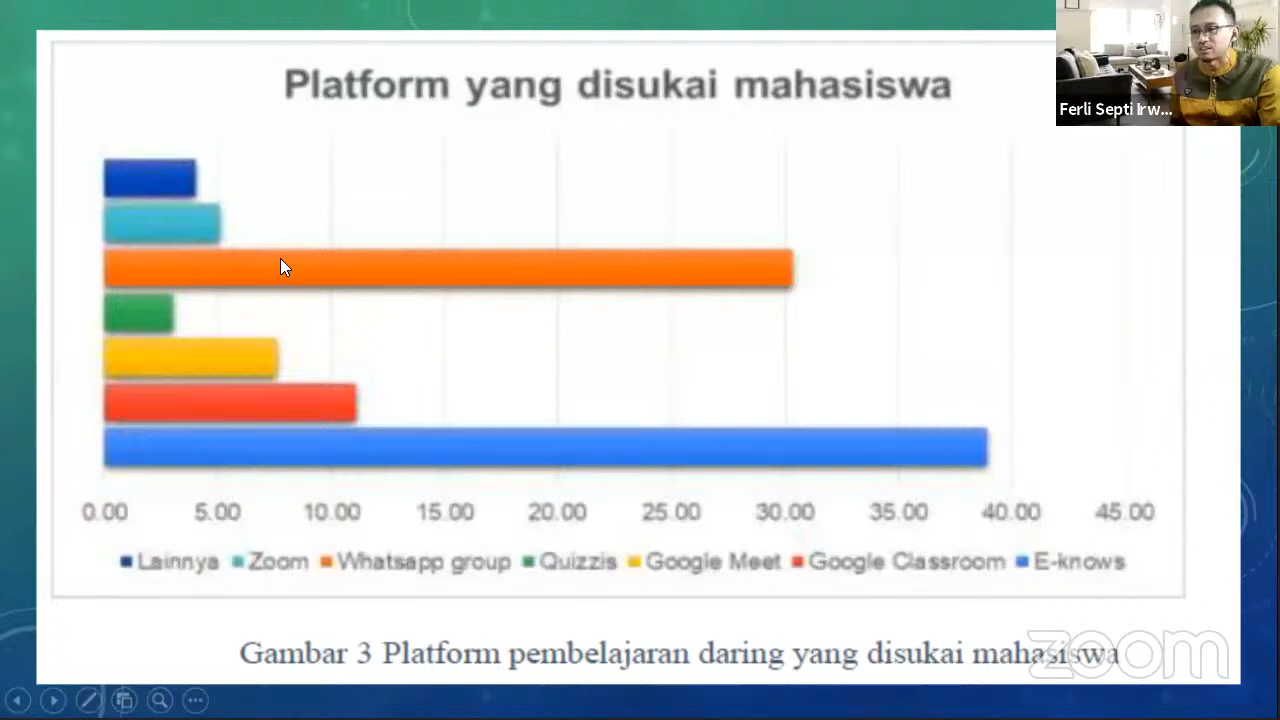 Platform yang disukai mahasiswa
Ferli Septi Irw...
0.00 5.00 10.00 15.00 20.00 25.00 30.00 35.00 40.00 45.00
Lainnya Zoom Whatsapp group Quizzis Google Meet Google Classroom E-knows
Gambar 3 Platform pembelajaran daring yang disukai mahasiswa
zoom